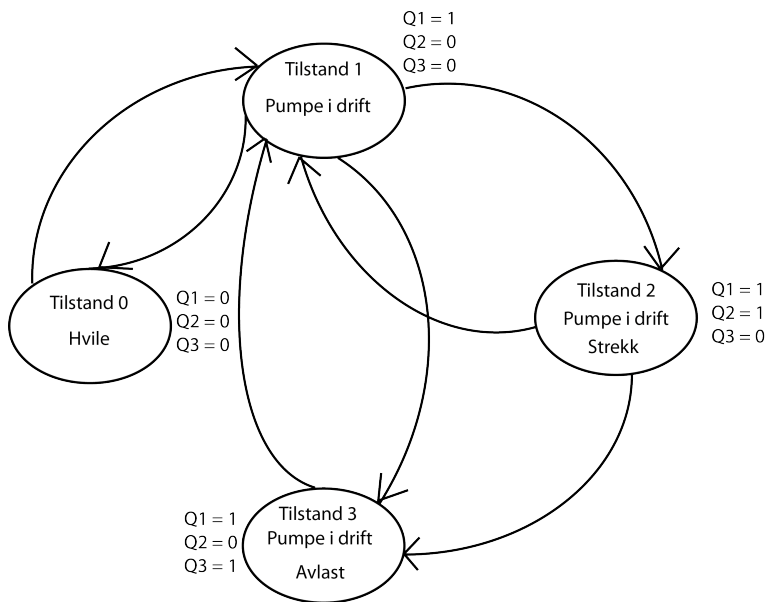 Tilstand 1
Pumpe i drift
Q1 = 1
Q2 = 0
Q3 = 0
Tilstand 0
Hvile
Q1 = 0
Q2 = 0
Q3 = 0
Tilstand 2
Pumpe i drift
Strekk
Q1 = 1
Q2 = 1
Q3 = 0
Q1 = 1
Q2 = 0
Q3 = 1
Tilstand 3
Pumpe i drift
Avlast